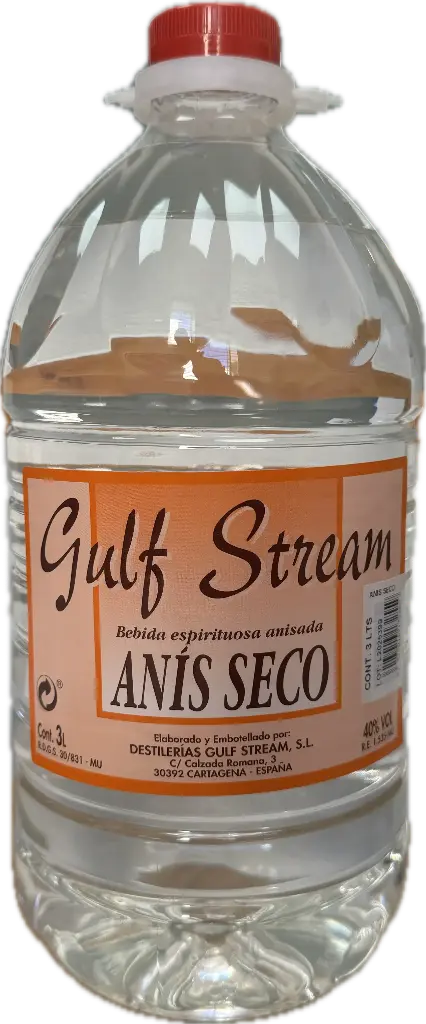 Gulf Stream
Bebida espirituosa anisada
ANÍS SECO
®
Cont. 3L
R.D.G.S. 30/831 - MU
Elaborado y Embotellado por:
DESTILERÍAS GULF STREAM, S.L.
C/ Calzada Romana, 3
30392 CARTAGENA - ESPAÑA
40% VOL
ANIS SECO
CONT. 3 LTS